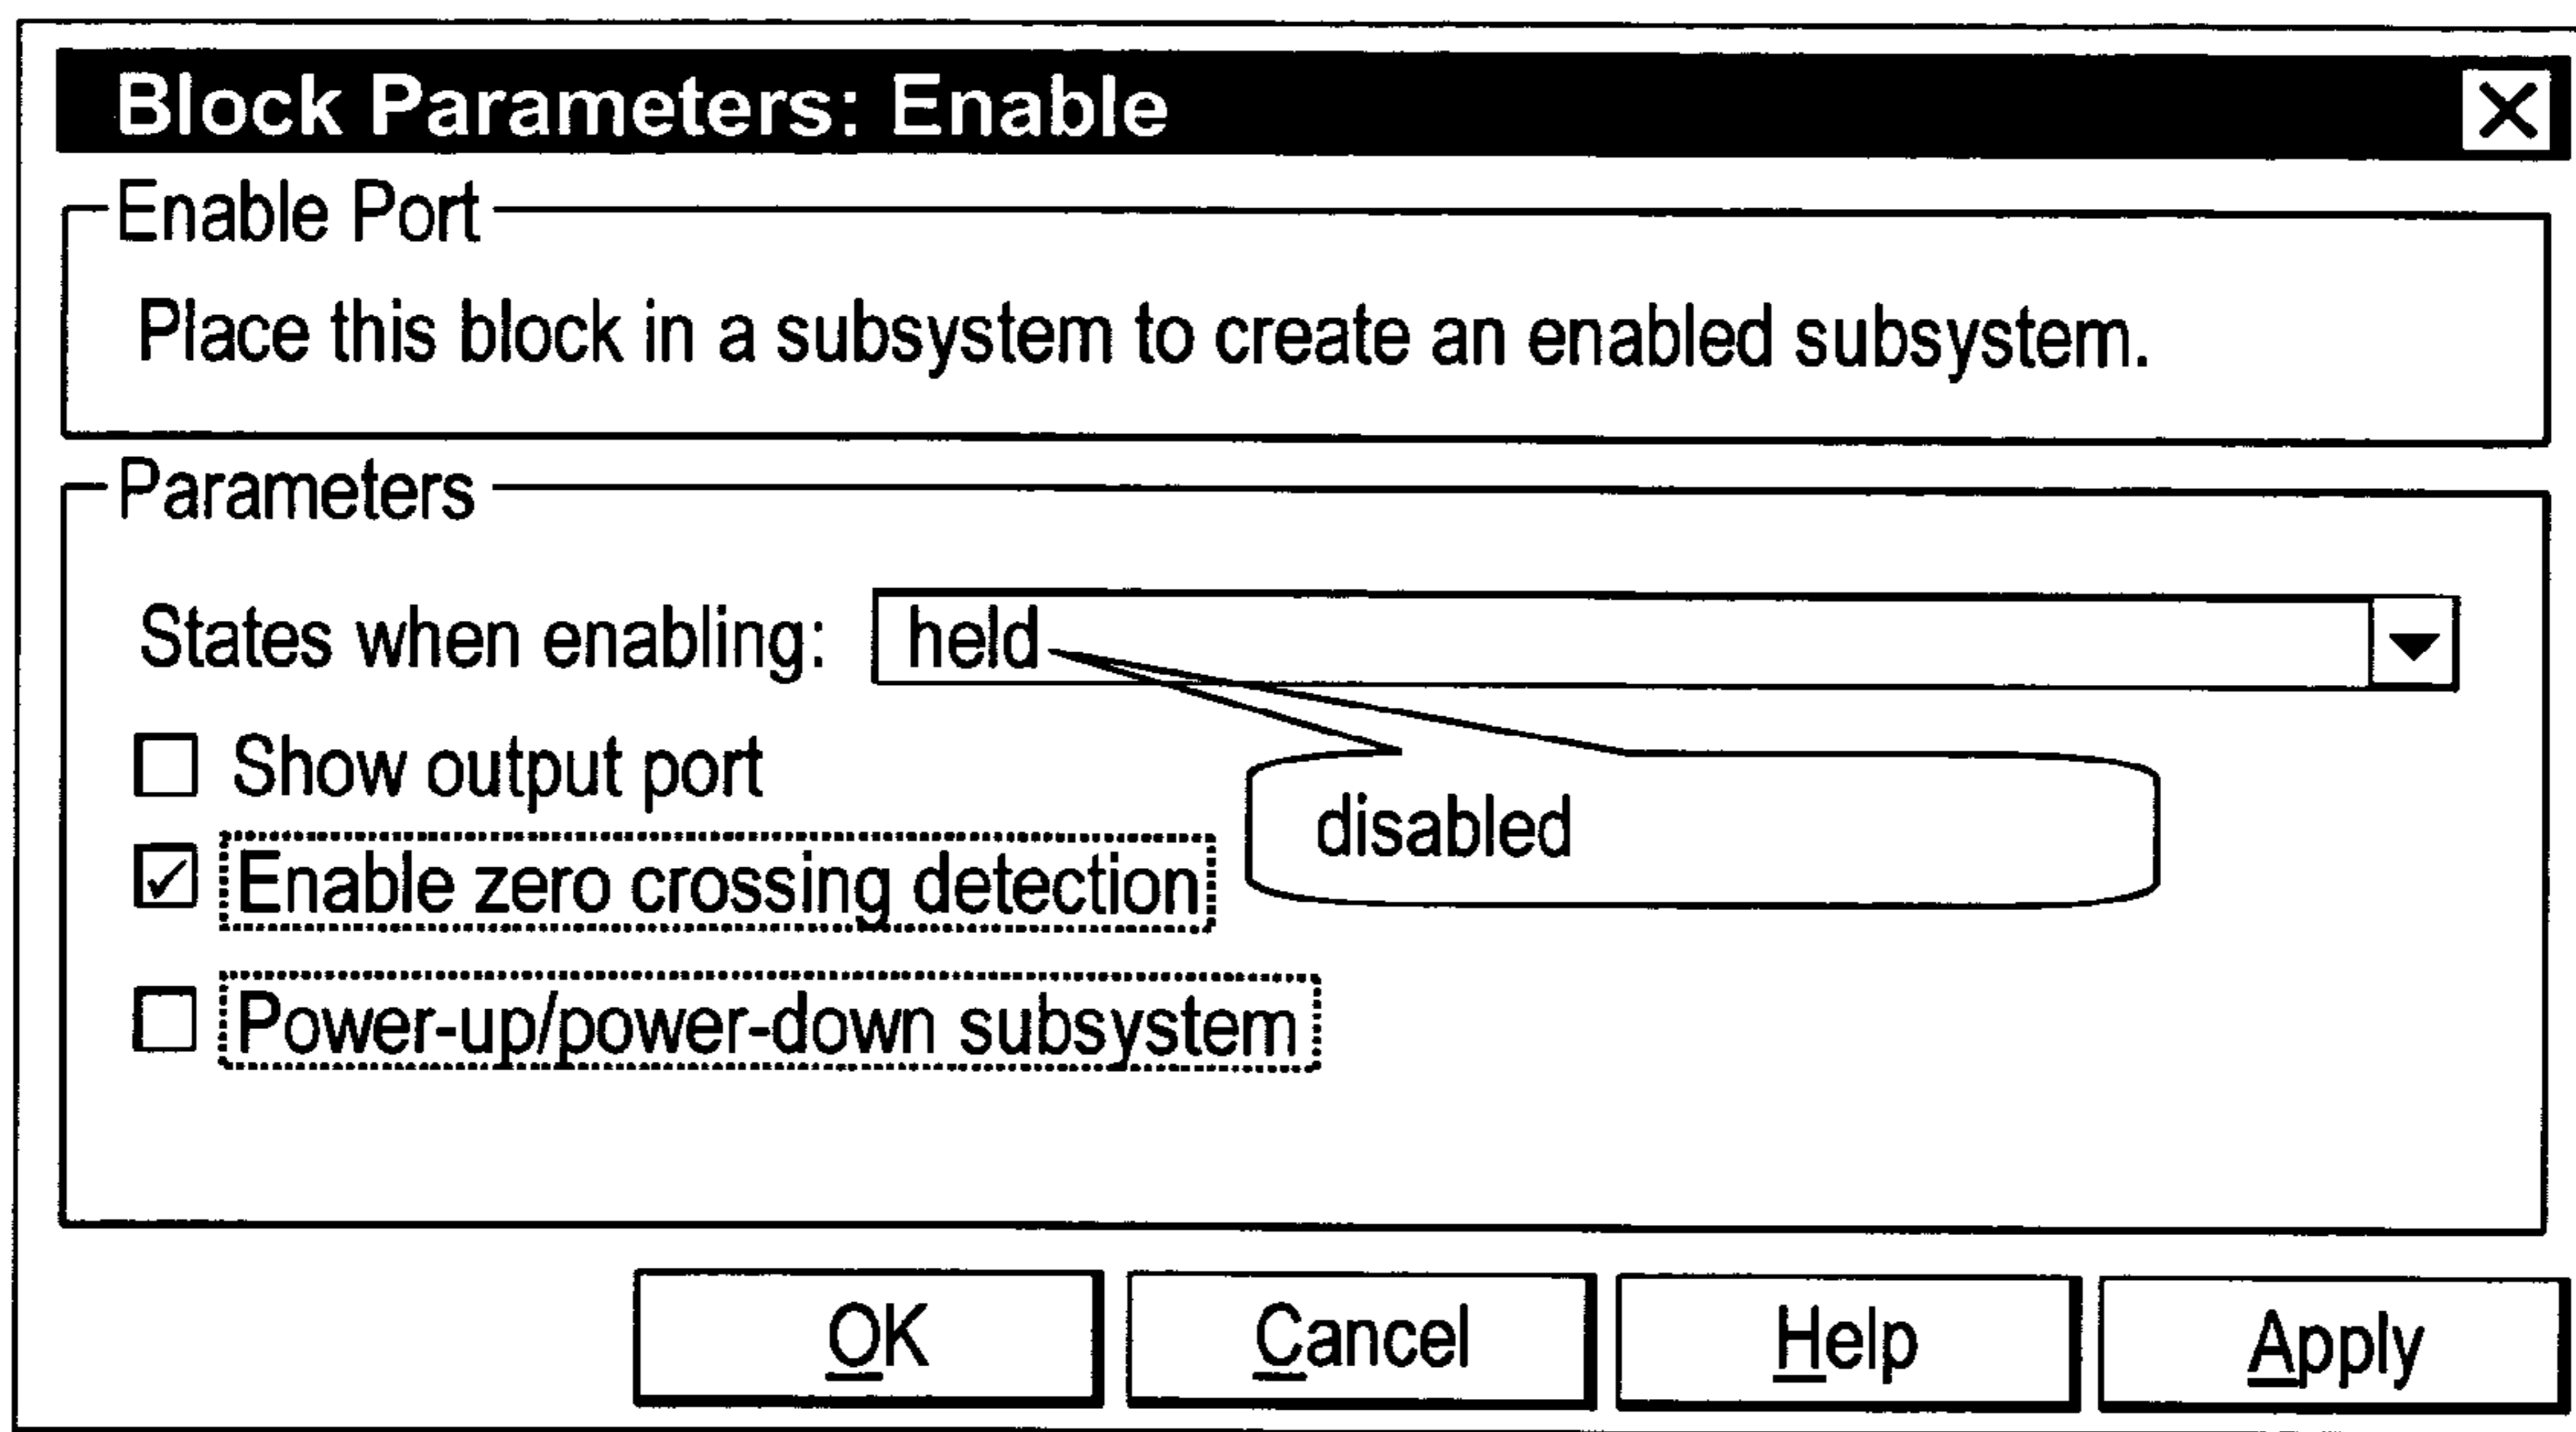 Block Parameters: Enable
Enable Port
Place this block in a subsystem to create an enabled subsystem.
Parameters
States when enabling: held
Show output port
disabled
Enable zero crossing detection
Power-up/power-down subsystem
OK Cancel Help Apply